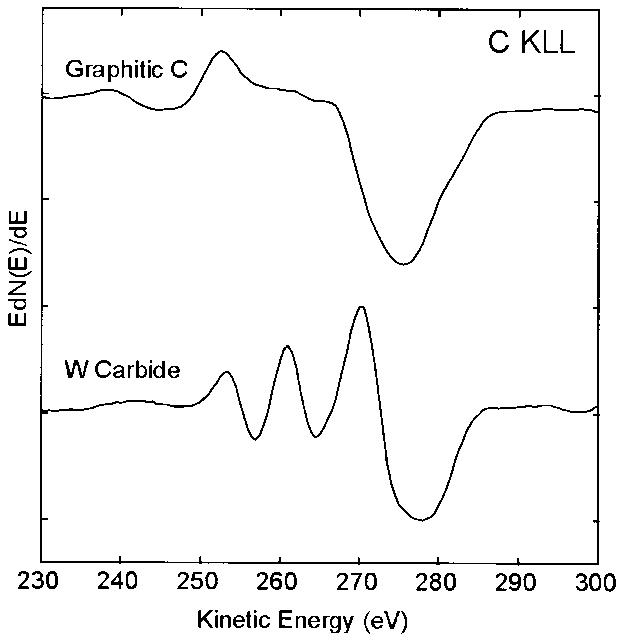 C KLL
Graphitic C
EdN(E)/dE
W Carbide
230 240 250 260 270 280 290 300
Kinetic Energy (eV)